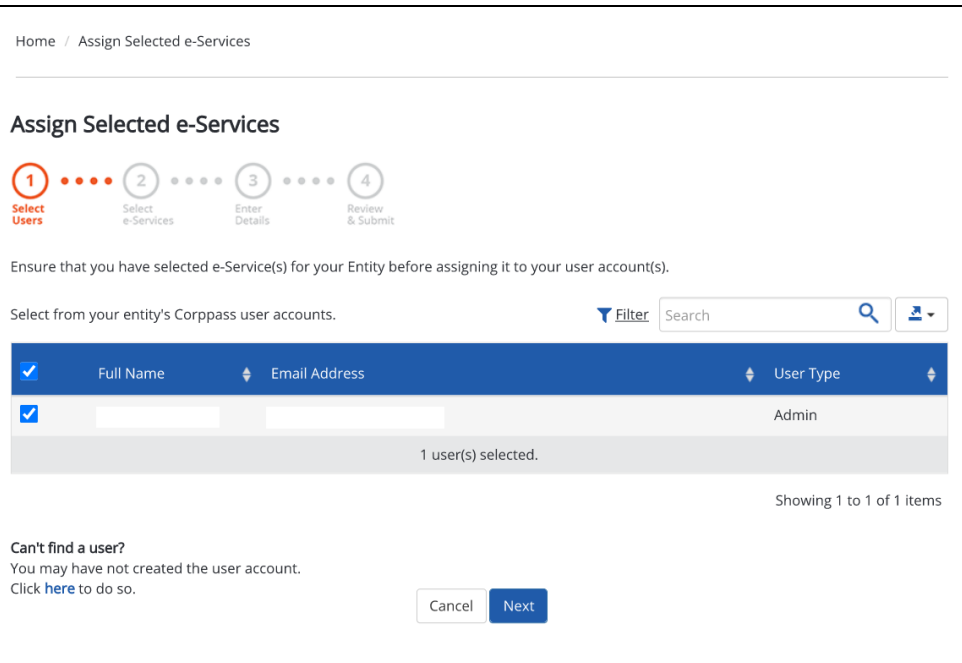 Home / Assign Selected e-Services
Assign Selected e-Services
1 2 3 4
Select Users
Select e-Services
Enter Details
Review & Submit
Ensure that you have selected e-Service(s) for your Entity before assigning it to your user account(s).
Select from your entity's Corppass user accounts. Filter Search
Full Name Email Address User Type
Admin
1 user(s) selected.
Showing 1 to 1 of 1 items
Can't find a user?
You may have not created the user account.
Click here to do so.
Cancel Next